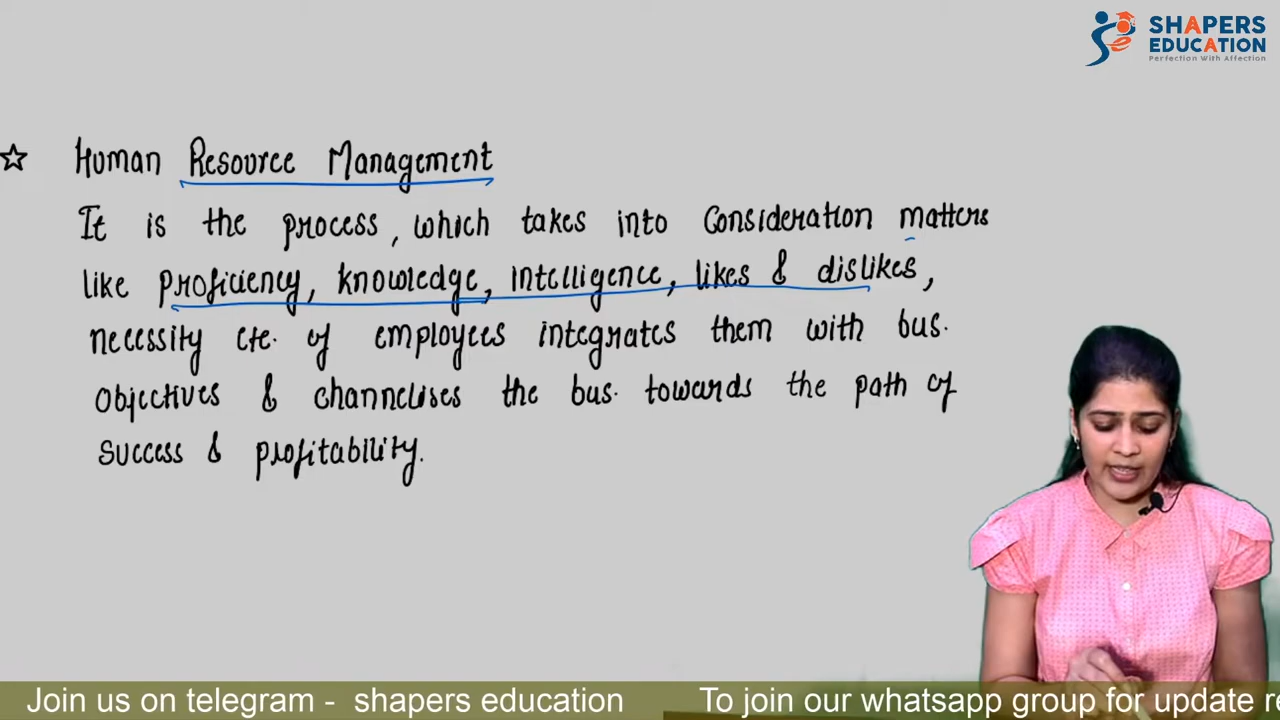 SHAPERS
EDUCATION
Perfection With Affection
☆ Human Resource Management
It is the process, which takes into consideration matters
like proficiency, knowledge, intelligence, likes & dislikes,
necessity etc. of employees integrates them with bus.
objectives & channelises the bus. towards the path of
success & profitability.
Join us on telegram - shapers education To join our whatsapp group for update re